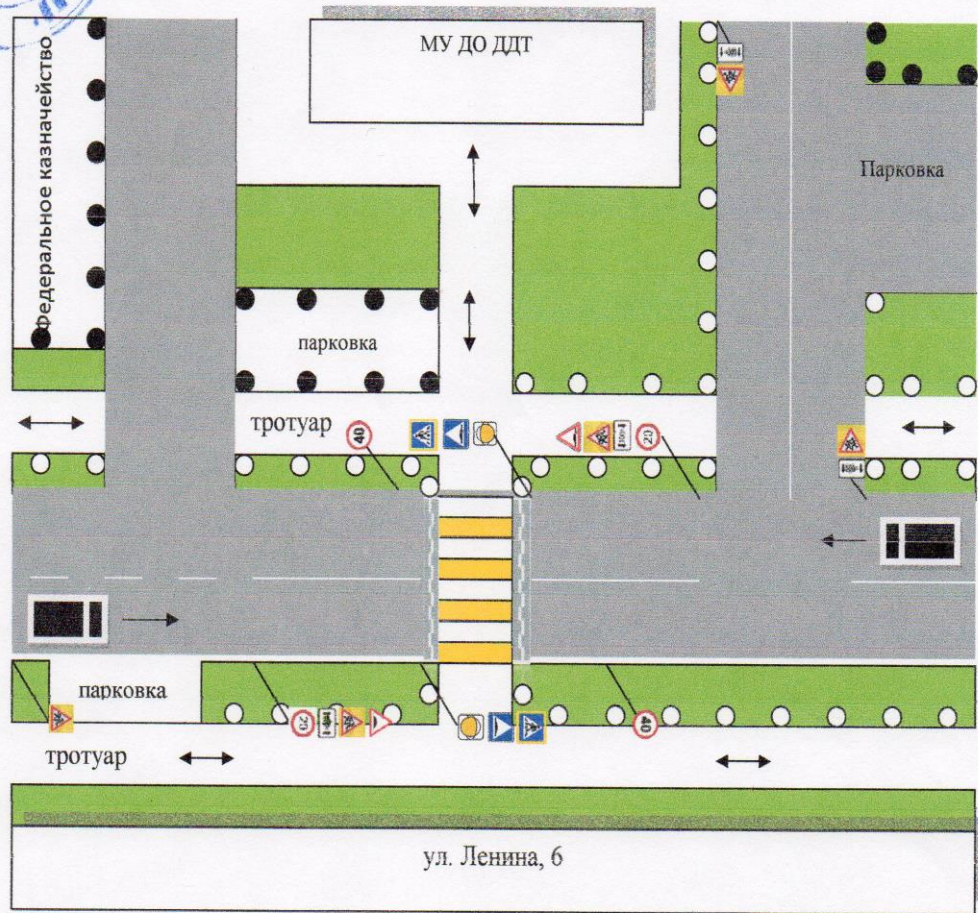 МУ ДО ДДТ
Федеральное казначейство
Парковка
парковка
тротуар
40
20
парковка
20
40
тротуар
ул. Ленина, 6